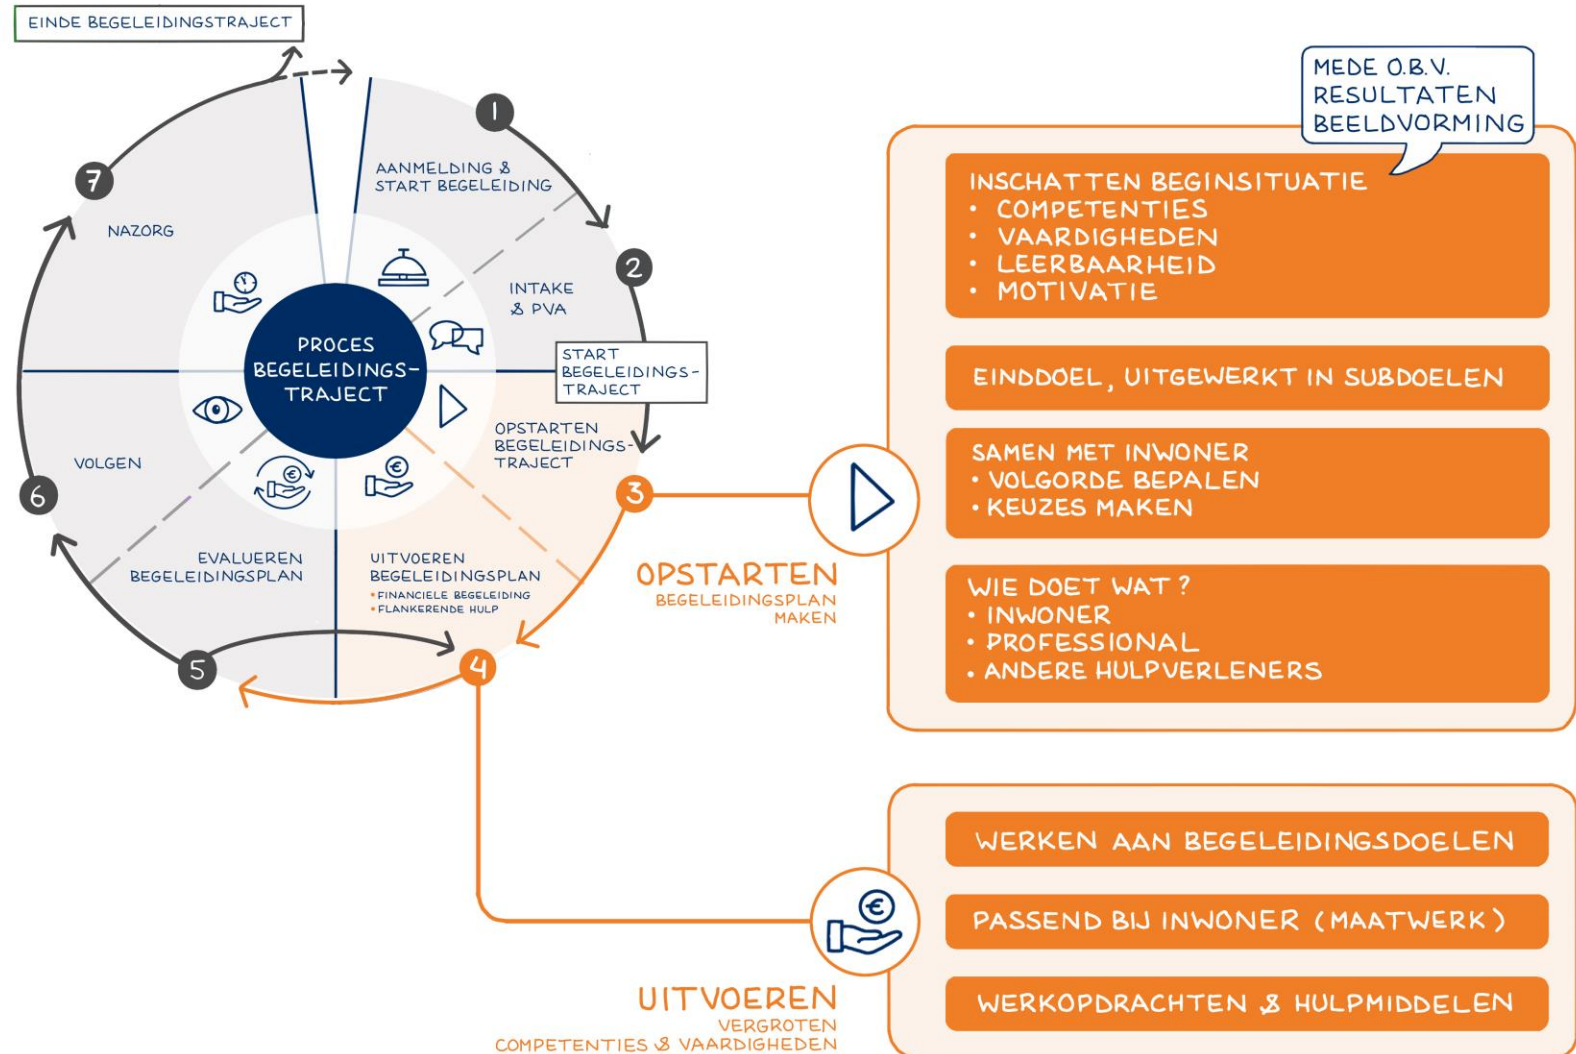 EINDE BEGELEIDINGSTRAJECT
1
AANMELDING &
START BEGELEIDING
2
INTAKE
& PVA
START
BEGELEIDINGS-
TRAJECT
OPSTARTEN
BEGELEIDINGS-
TRAJECT
3
UITVOEREN
BEGELEIDINGSPLAN
• FINANCIELE BEGELEIDING
• FLANKERENDE HULP
4
EVALUEREN
BEGELEIDINGSPLAN
5
VOLGEN
6
NAZORG
7
PROCES
BEGELEIDINGS-
TRAJECT
OPSTARTEN
BEGELEIDINGSPLAN
MAKEN
MEDE O.B.V.
RESULTATEN
BEELDVORMING
INSCHATTEN BEGINSITUATIE
• COMPETENTIES
• VAARDIGHEDEN
• LEERBAARHEID
• MOTIVATIE
EINDDOEL, UITGEWERKT IN SUBDOELEN
SAMEN MET INWONER
• VOLGORDE BEPALEN
• KEUZES MAKEN
WIE DOET WAT?
• INWONER
• PROFESSIONAL
• ANDERE HULPVERLENERS
UITVOEREN
VERGROTEN
COMPETENTIES & VAARDIGHEDEN
€
WERKEN AAN BEGELEIDINGSDOELEN
PASSEND BIJ INWONER (MAATWERK)
WERKOPDRACHTEN & HULPMIDDELEN